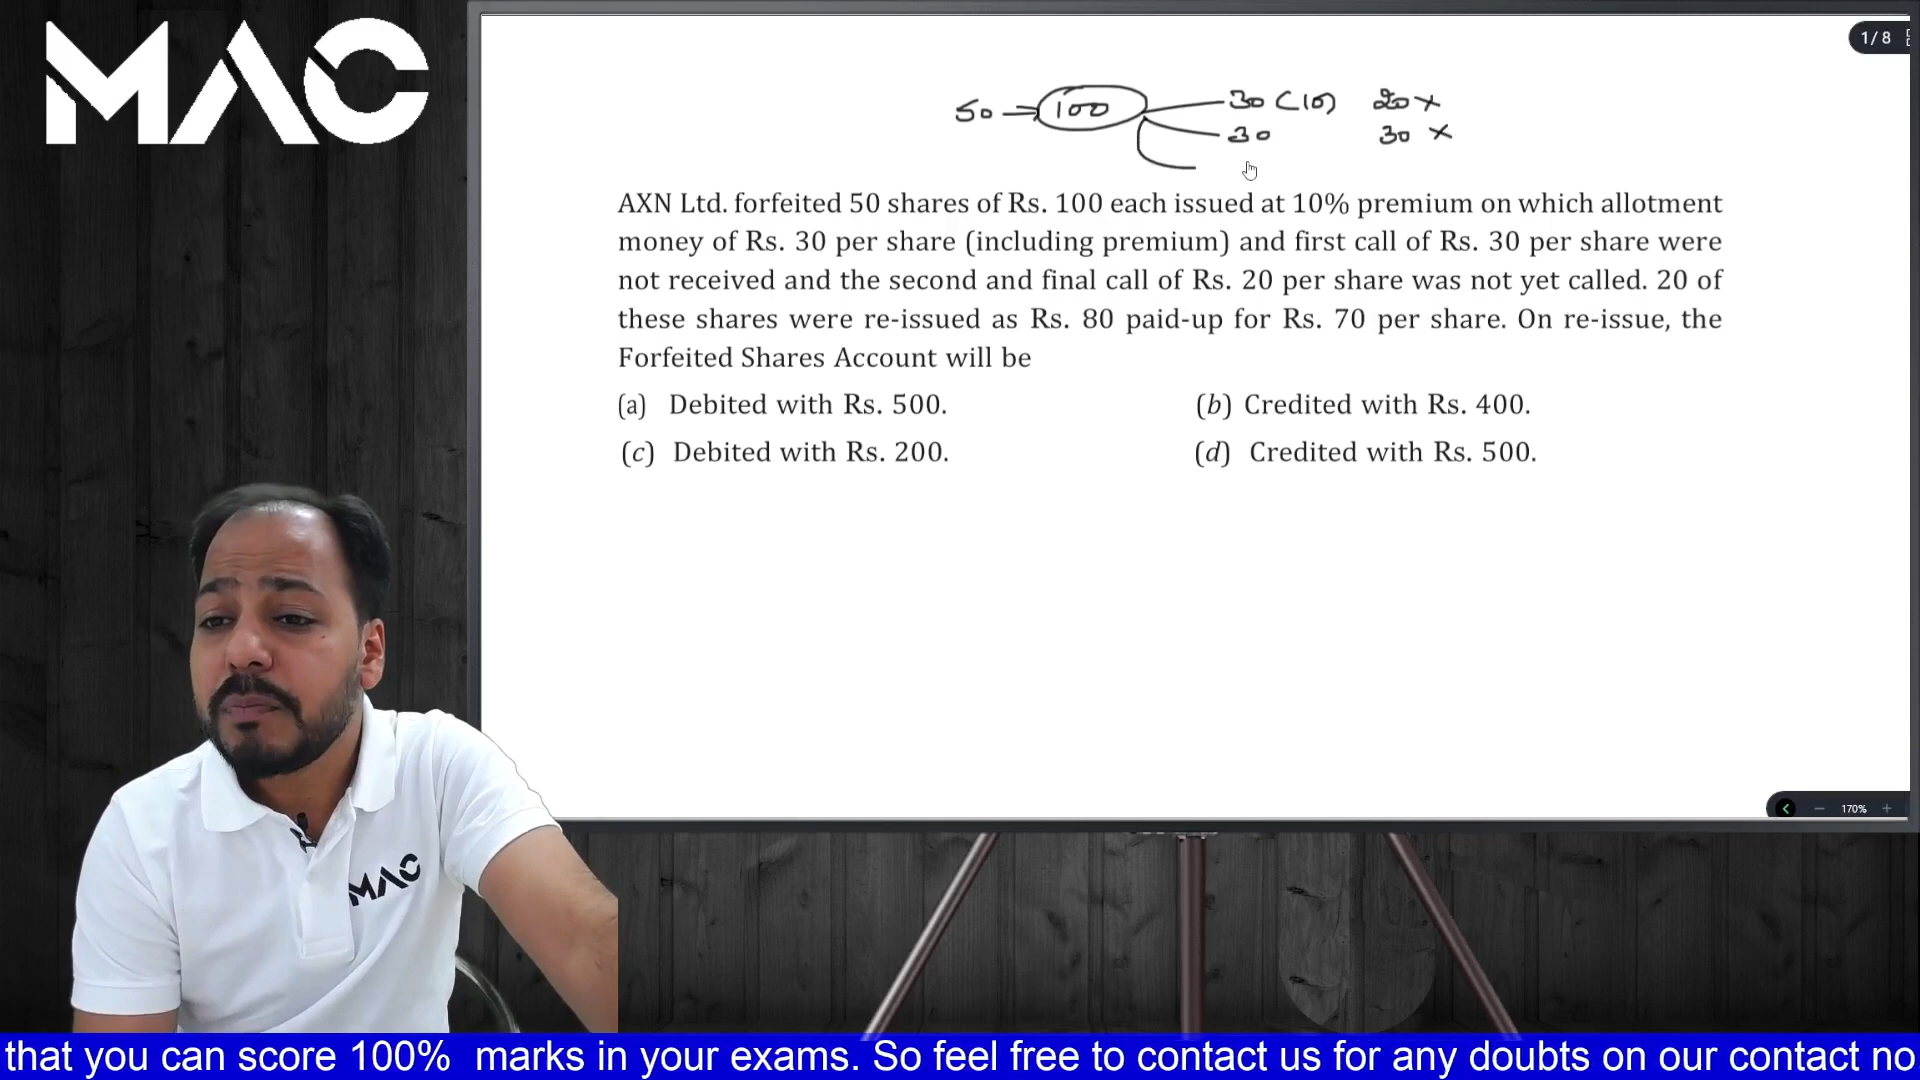 MAC
1/8
50 → 100 30 (10) 20 x
30 30 x
AXN Ltd. forfeited 50 shares of Rs. 100 each issued at 10% premium on which allotment
money of Rs. 30 per share (including premium) and first call of Rs. 30 per share were
not received and the second and final call of Rs. 20 per share was not yet called. 20 of
these shares were re-issued as Rs. 80 paid-up for Rs. 70 per share. On re-issue, the
Forfeited Shares Account will be
(a) Debited with Rs. 500. (b) Credited with Rs. 400.
(c) Debited with Rs. 200. (d) Credited with Rs. 500.
170%
MAC
that you can score 100% marks in your exams. So feel free to contact us for any doubts on our contact no